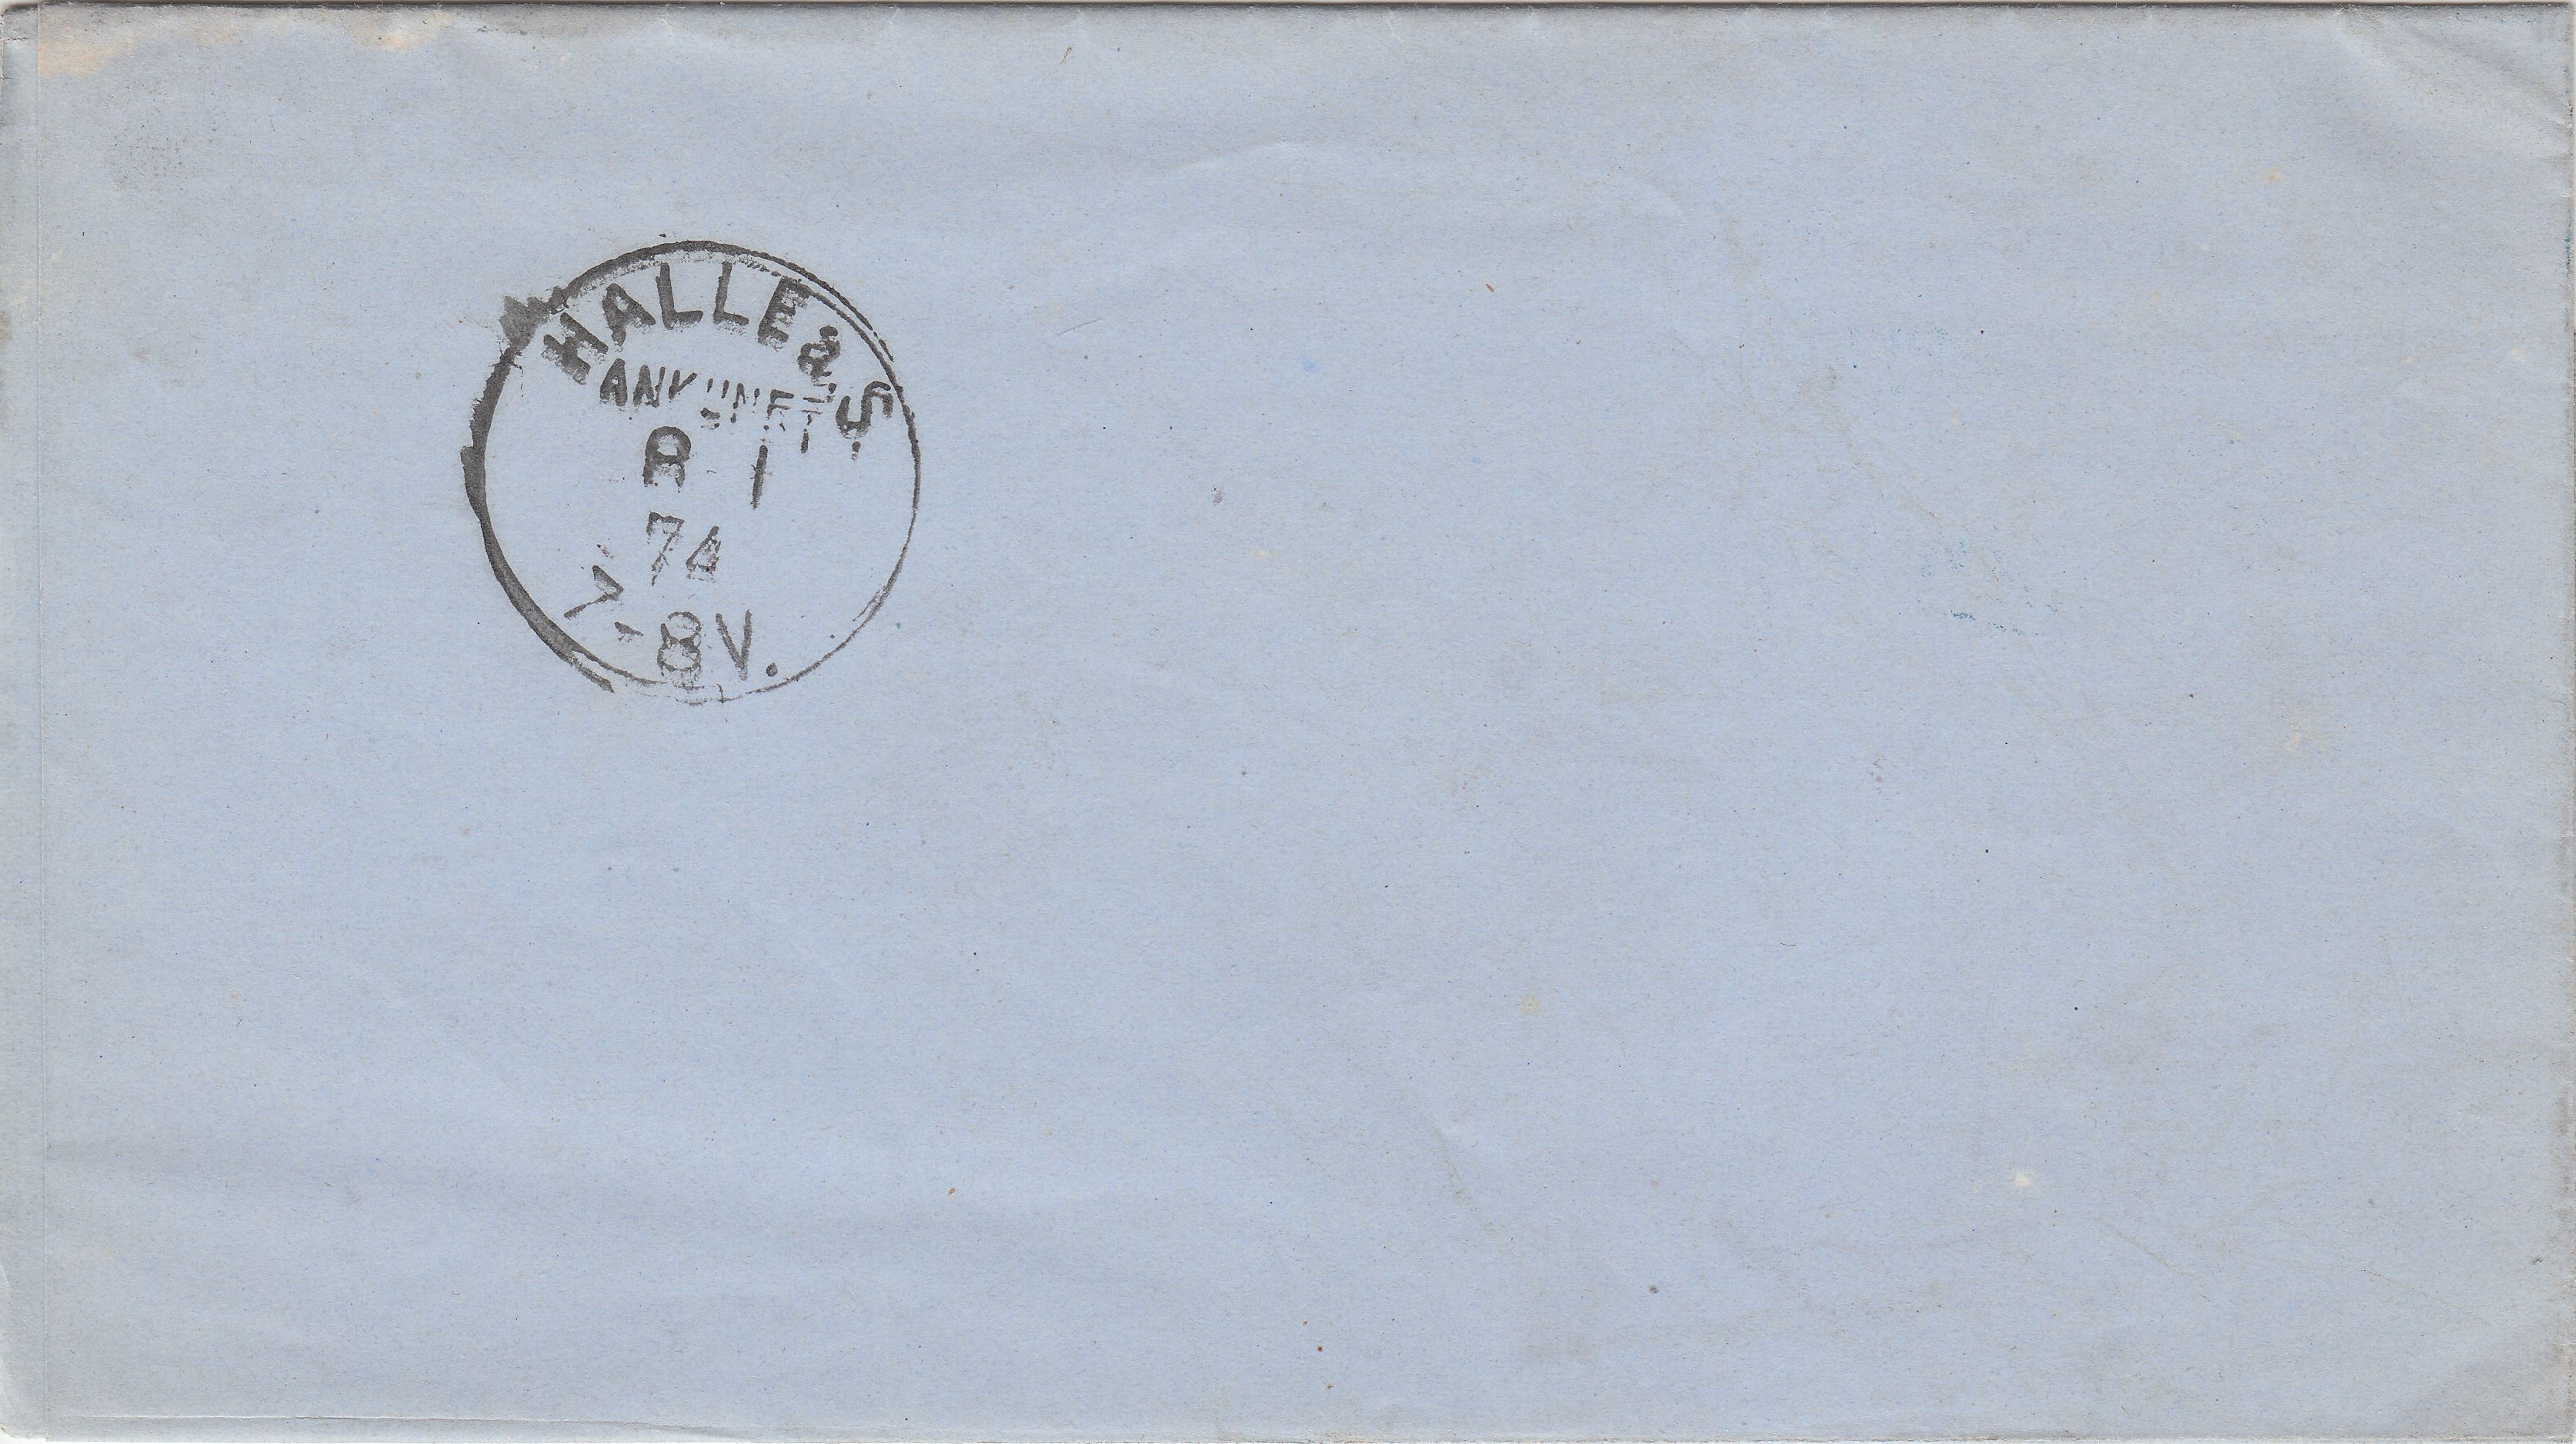 HALLE a.S.
ANKUNFT
8 1
74
7-8V.